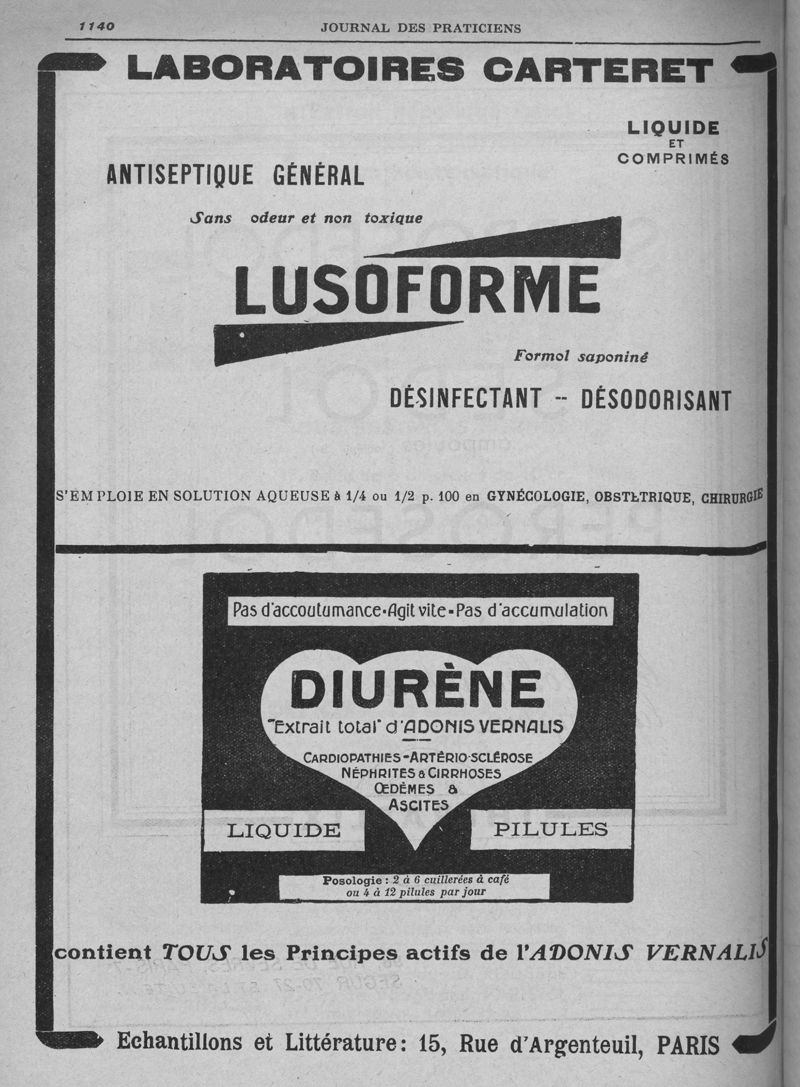 1140
JOURNAL DES PRATICIENS
LABORATOIRES CARTERET
LIQUIDE
ET
COMPRIMÉS
ANTISEPTIQUE GÉNÉRAL
Sans odeur et non toxique
LUSOFORME
Formol saponiné
DÉSINFECTANT -- DÉSODORISANT
S'EMPLOIE EN SOLUTION AQUEUSE à 1/4 ou 1/2 p. 100 en GYNÉCOLOGIE, OBSTÉTRIQUE, CHIRURGIE
Pas d'accoutumance-Agit vite-Pas d'accumulation
DIURÈNE
"Extrait total" d'ADONIS VERNALIS
CARDIOPATHIES-ARTÉRIO-SCLÉROSE
NÉPHRITES & CIRRHOSES
ŒDÈMES &
ASCITES
LIQUIDE
PILULES
Posologie : 2 à 6 cuillerées à café
ou 4 à 12 pilules par jour
contient TOUS les Principes actifs de l'ADONIS VERNALIS
Echantillons et Littérature: 15, Rue d'Argenteuil, PARIS